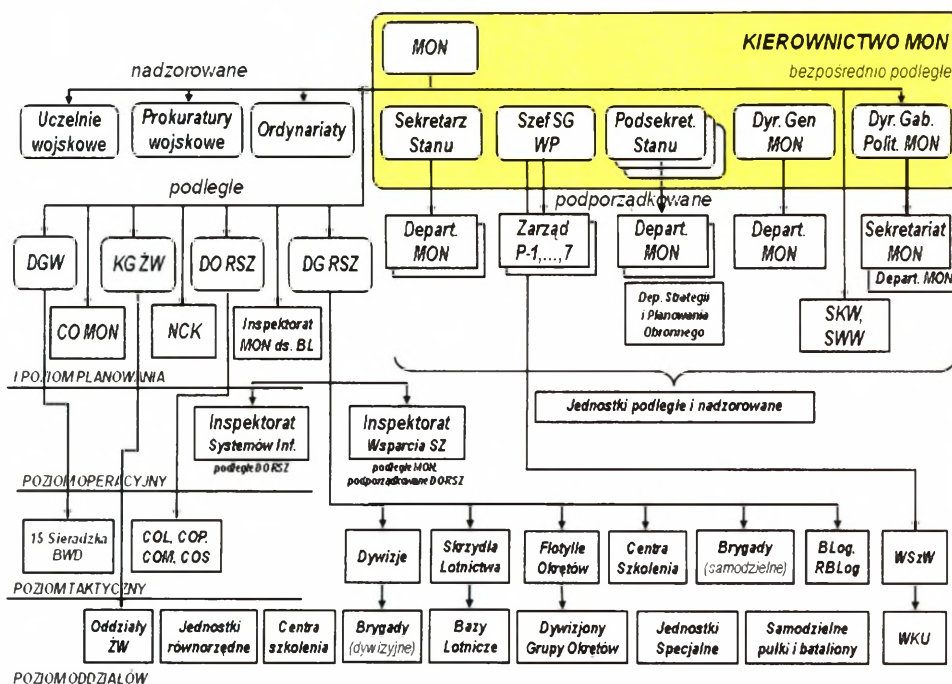 MON
KIEROWNICTWO MON
nadzorowane
bezpośrednio podległe
Uczelnie
wojskowe
Prokuratury
wojskowe
Ordynariaty
Sekretarz
Stanu
Szef SG
WP
Podsekret.
Stanu
Dyr. Gen
MON
Dyr. Gab.
Polit. MON
podległe
podporządkowane
DGW
KG ŻW
DO RSZ
DG RSZ
Depart.
MON
Zarząd
P-1,...,7
Depart.
MON
Depart.
MON
Sekretariat
MON
Depart. MON
CO MON
NCK
Inspektorat
MON ds. BL
Dep. Strategii
i Planowania
Obronnego
SKW,
SWW
I POZIOM PLANOWANIA
Jednostki podległe i nadzorowane
Inspektorat
Systemów Inf.
podległe DO RSZ
Inspektorat
Wsparcia SZ
podległe MON,
podporządkowane DO RSZ
POZIOM OPERACYJNY
15 Sieradzka
BWD
COL, COP,
COM, COS
Dywizje
Skrzydła
Lotnictwa
Flotylle
Okrętów
Centra
Szkolenia
Brygady
(samodzielne)
BLog.
RBLog
WSzW
POZIOM TAKTYCZNY
Oddziały
ŻW
Jednostki
równorzędne
Centra
szkolenia
Brygady
(dywizyjne)
Bazy
Lotnicze
Dywizjony
Grupy Okrętów
Jednostki
Specjalne
Samodzielne
pułki i bataliony
WKU
POZIOM ODDZIAŁÓW